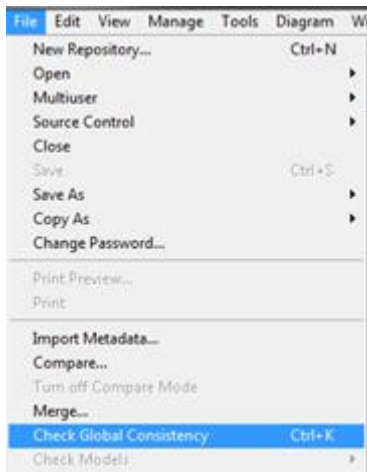 File Edit View Manage Tools Diagram
New Repository... Ctrl+N
Open
Multiuser
Source Control
Close
Save Ctrl+S
Save As
Copy As
Change Password...
Print Preview...
Print
Import Metadata...
Compare...
Turn off Compare Mode
Merge...
Check Global Consistency Ctrl+K
Check Models